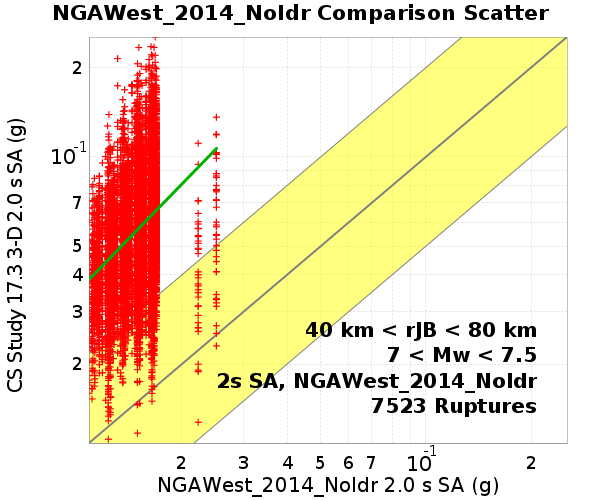 NGAWest_2014_NoIdr Comparison Scatter
CS Study 17.3 3-D 2.0 s SA (g)
2
10-1
7
5
4
3
2
40 km < rJB < 80 km
7 < Mw < 7.5
2s SA, NGAWest_2014_NoIdr
7523 Ruptures
2 3 4 5 6 7 10-1 2
NGAWest_2014_NoIdr 2.0 s SA (g)